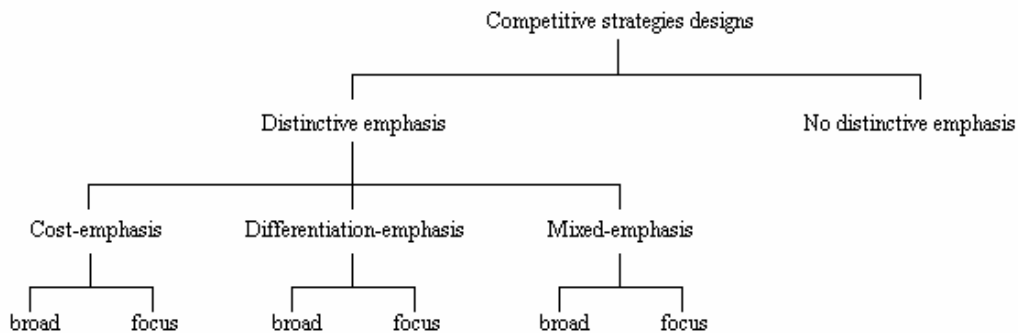 Competitive strategies designs
Distinctive emphasis
No distinctive emphasis
Cost-emphasis
Differentiation-emphasis
Mixed-emphasis
broad
focus
broad
focus
broad
focus